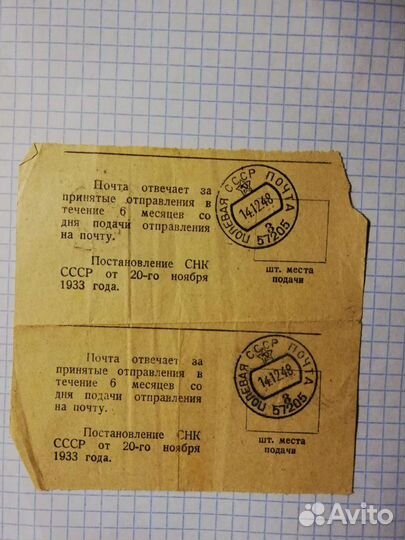 Почта отвечает за
принятые отправления в
течение 6 месяцев со
дня подачи отправления
на почту.
Постановление СНК
СССР от 20-го ноября
1933 года.
ПОЛЕВАЯ СССР ПОЧТА
14.12.48
а
57205
шт. места
подачи
Почта отвечает за
принятые отправления в
течение 6 месяцев со
дня подачи отправления
на почту.
Постановление СНК
СССР от 20-го ноября
1933 года.
ПОЛЕВАЯ СССР ПОЧТА
14.12.48
а
57205
шт. места
подачи
Avito